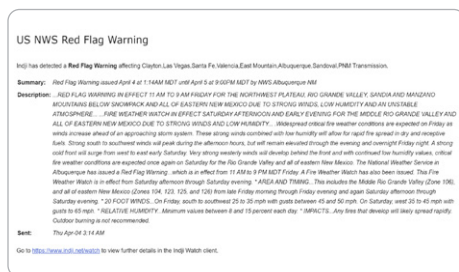 US NWS Red Flag Warning
Indji has detected a Red Flag Warning affecting Clayton,Las Vegas,Santa Fe,Valencia,East Mountain,Albuquerque,Sandoval,PNM Transmission.
Summary: Red Flag Warning issued April 4 at 1:14AM MDT until April 5 at 9:00PM MDT by NWS Albuquerque NM
Description: ...RED FLAG WARNING IN EFFECT 11 AM TO 9 PM FRIDAY FOR THE NORTHWEST PLATEAU, RIO GRANDE VALLEY, SANDIA AND MANZANO
MOUNTAINS BELOW SNOWPACK AND ALL OF EASTERN NEW MEXICO DUE TO STRONG WINDS, LOW HUMIDITY AND AN UNSTABLE
ATMOSPHERE... ...FIRE WEATHER WATCH IN EFFECT SATURDAY AFTERNOON AND EARLY EVENING FOR THE MIDDLE RIO GRANDE VALLEY AND
ALL OF EASTERN NEW MEXICO DUE TO STRONG WINDS AND LOW HUMIDITY... .Widespread critical fire weather conditions are expected on Friday as
winds increase ahead of an approaching storm system. These strong winds combined with low humidity will allow for rapid fire spread in dry and receptive
fuels. Strong south to southwest winds will peak during the afternoon hours, but will remain elevated through the evening and overnight Friday night. A strong
cold front will surge from west to east early Saturday. Very strong westerly winds will develop behind the front and with continued low humidity values, critical
fire weather conditions are expected once again on Saturday for the Rio Grande Valley and all of eastern New Mexico. The National Weather Service in
Albuquerque has issued a Red Flag Warning...which is in effect from 11 AM to 9 PM MDT Friday. A Fire Weather Watch has also been issued. This Fire
Weather Watch is in effect from Saturday afternoon through Saturday evening. * AREA AND TIMING...This includes the Middle Rio Grande Valley (Zone 106),
and all of eastern New Mexico (Zones 104, 123, 125, and 126) from late Friday morning through Friday evening and again Saturday afternoon through
Saturday evening. * 20 FOOT WINDS...On Friday, south to southwest 25 to 35 mph with gusts between 45 and 50 mph. On Saturday, west 35 to 45 mph with
gusts to 65 mph. * RELATIVE HUMIDITY...Minimum values between 8 and 15 percent each day. * IMPACTS...Any fires that develop will likely spread rapidly.
Outdoor burning is not recommended.
Sent: Thu Apr-04 3:14 AM
Go to https://www.indji.net/watch to view further details in the Indji Watch client.